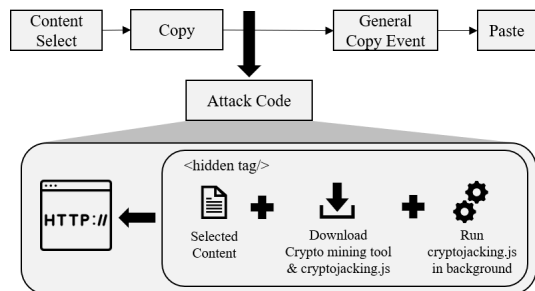 Content
Select
Copy
General
Copy Event
Paste
Attack Code
<hidden tag/>
HTTP://
Selected
Content
Download
Crypto mining tool
& cryptojacking.js
Run
cryptojacking.js
in background